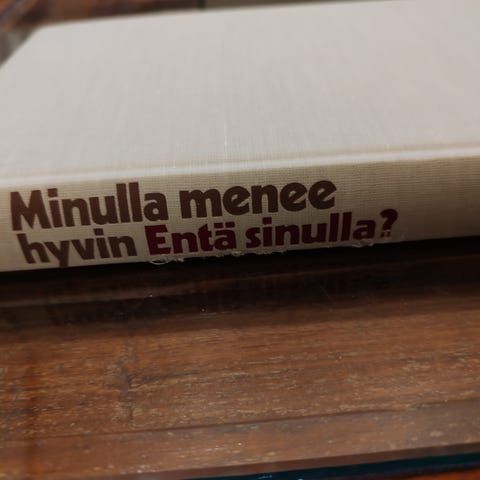 Minulla menee
hyvin Entä sinulla?